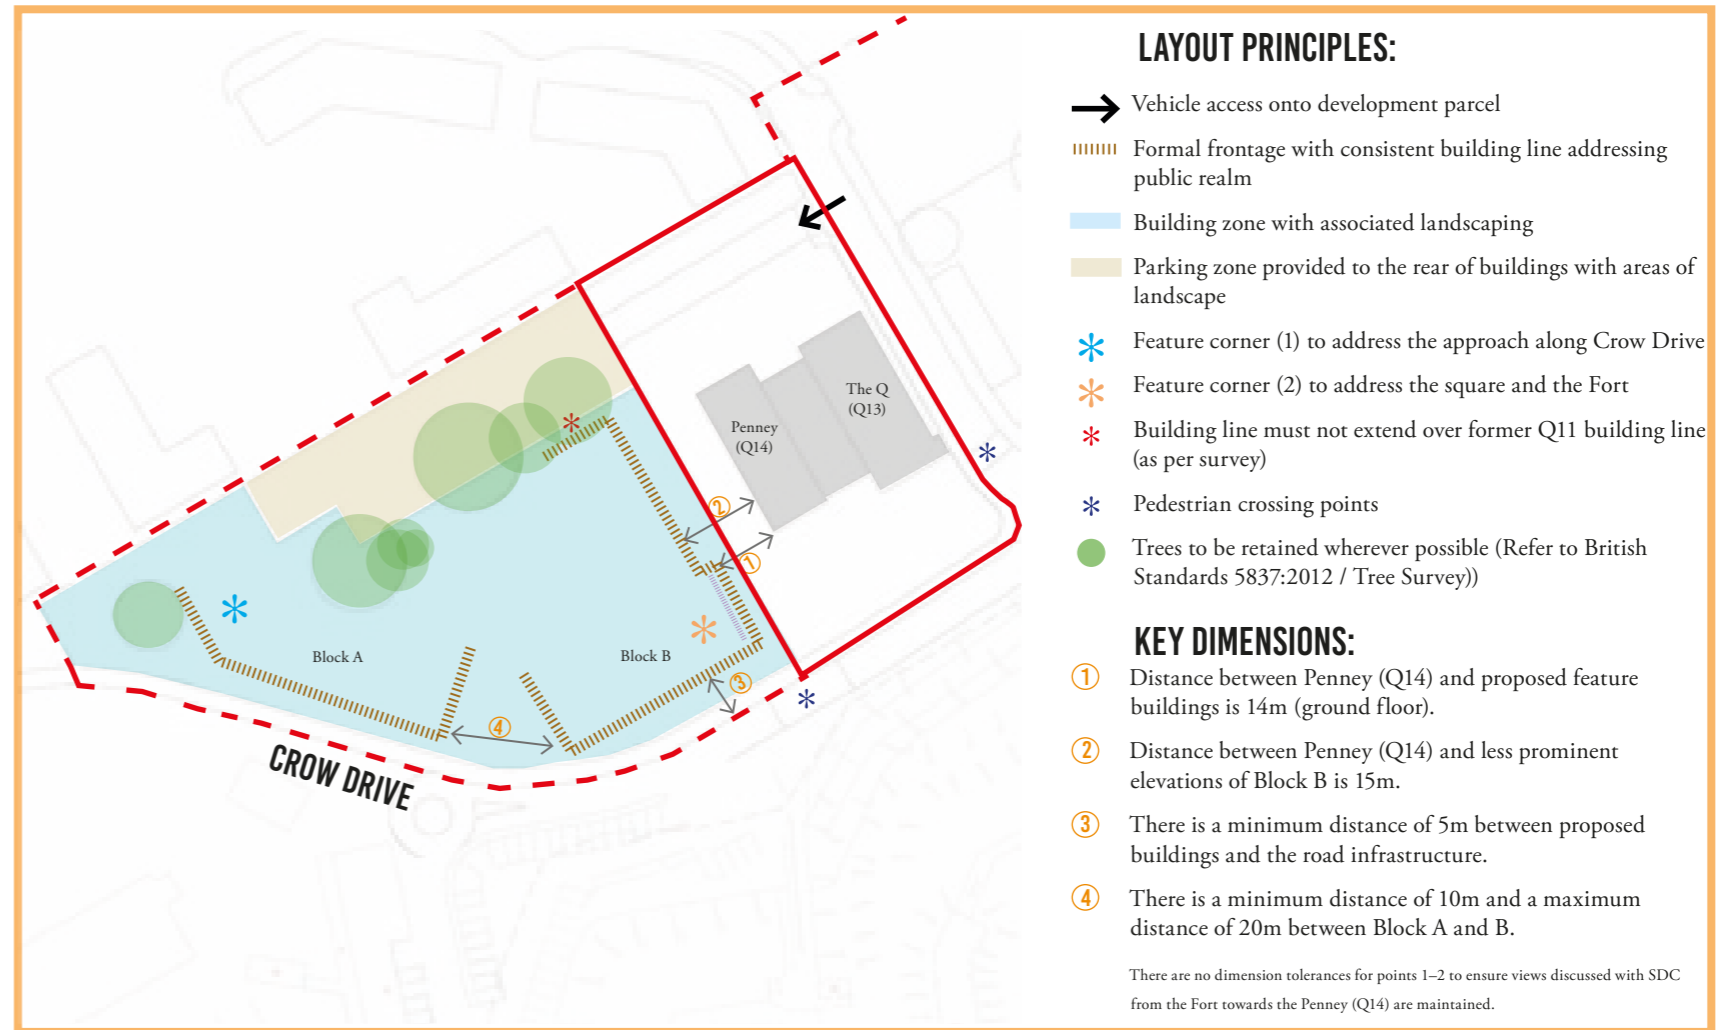 LAYOUT PRINCIPLES:
Vehicle access onto development parcel
Formal frontage with consistent building line addressing
public realm
Building zone with associated landscaping
Parking zone provided to the rear of buildings with areas of
landscape
Feature corner (1) to address the approach along Crow Drive
Feature corner (2) to address the square and the Fort
Building line must not extend over former Q11 building line
(as per survey)
Pedestrian crossing points
Trees to be retained wherever possible (Refer to British
Standards 5837:2012 / Tree Survey))
KEY DIMENSIONS:
1 Distance between Penney (Q14) and proposed feature
buildings is 14m (ground floor).
2 Distance between Penney (Q14) and less prominent
elevations of Block B is 15m.
3 There is a minimum distance of 5m between proposed
buildings and the road infrastructure.
4 There is a minimum distance of 10m and a maximum
distance of 20m between Block A and B.
There are no dimension tolerances for points 1–2 to ensure views discussed with SDC
from the Fort towards the Penney (Q14) are maintained.
The Q
(Q13)
Penney
(Q14)
2
1
Block A
Block B
3
4
CROW DRIVE